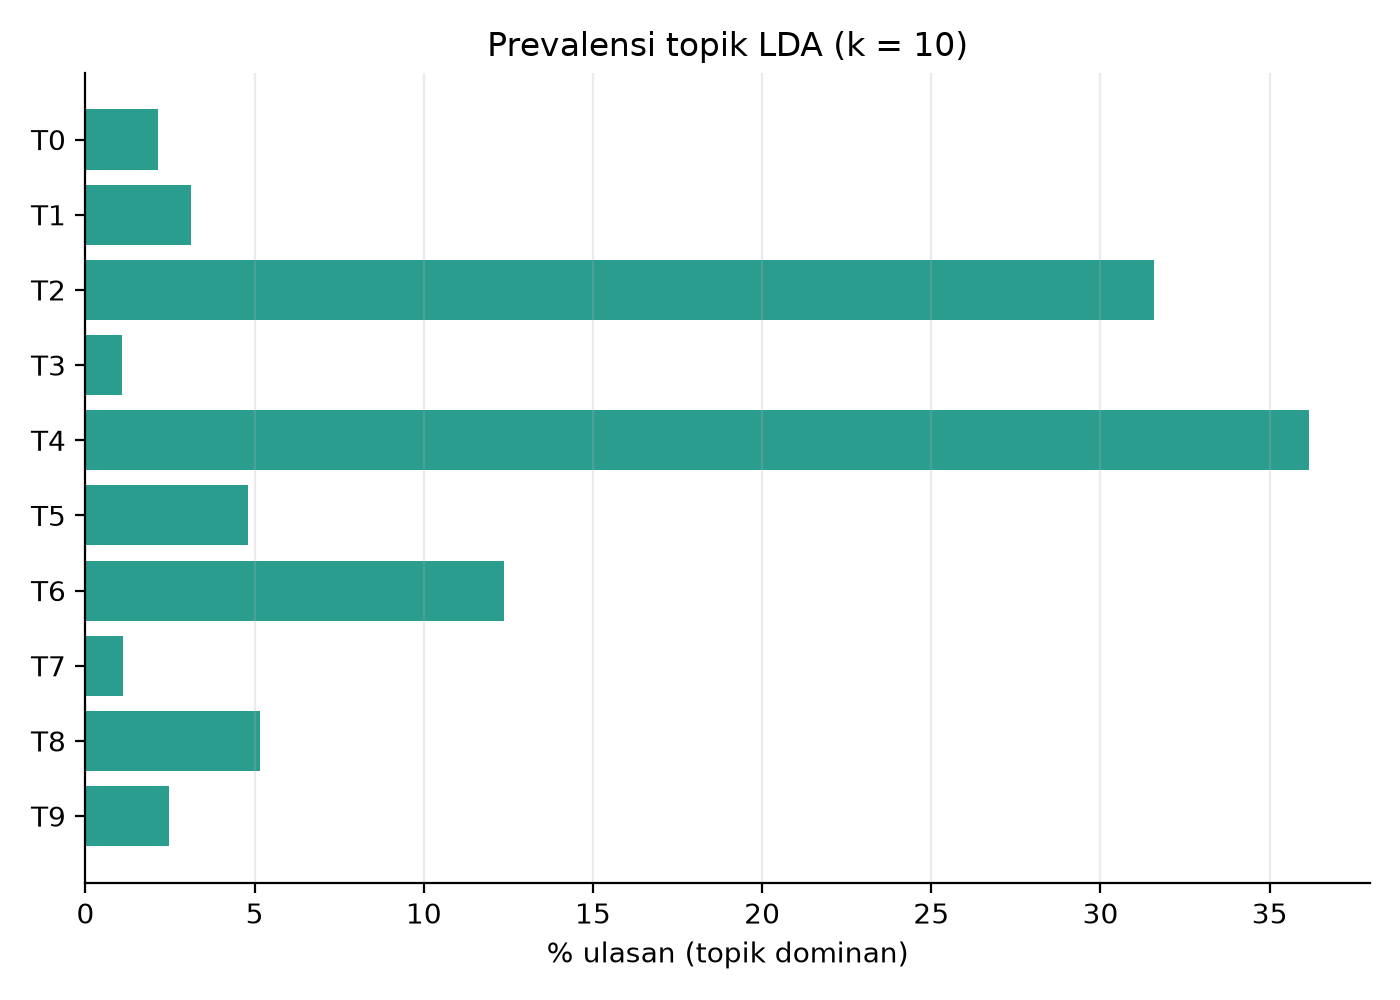 Prevalensi topik LDA (k = 10)
T0
T1
T2
T3
T4
T5
T6
T7
T8
T9
0 5 10 15 20 25 30 35
% ulasan (topik dominan)